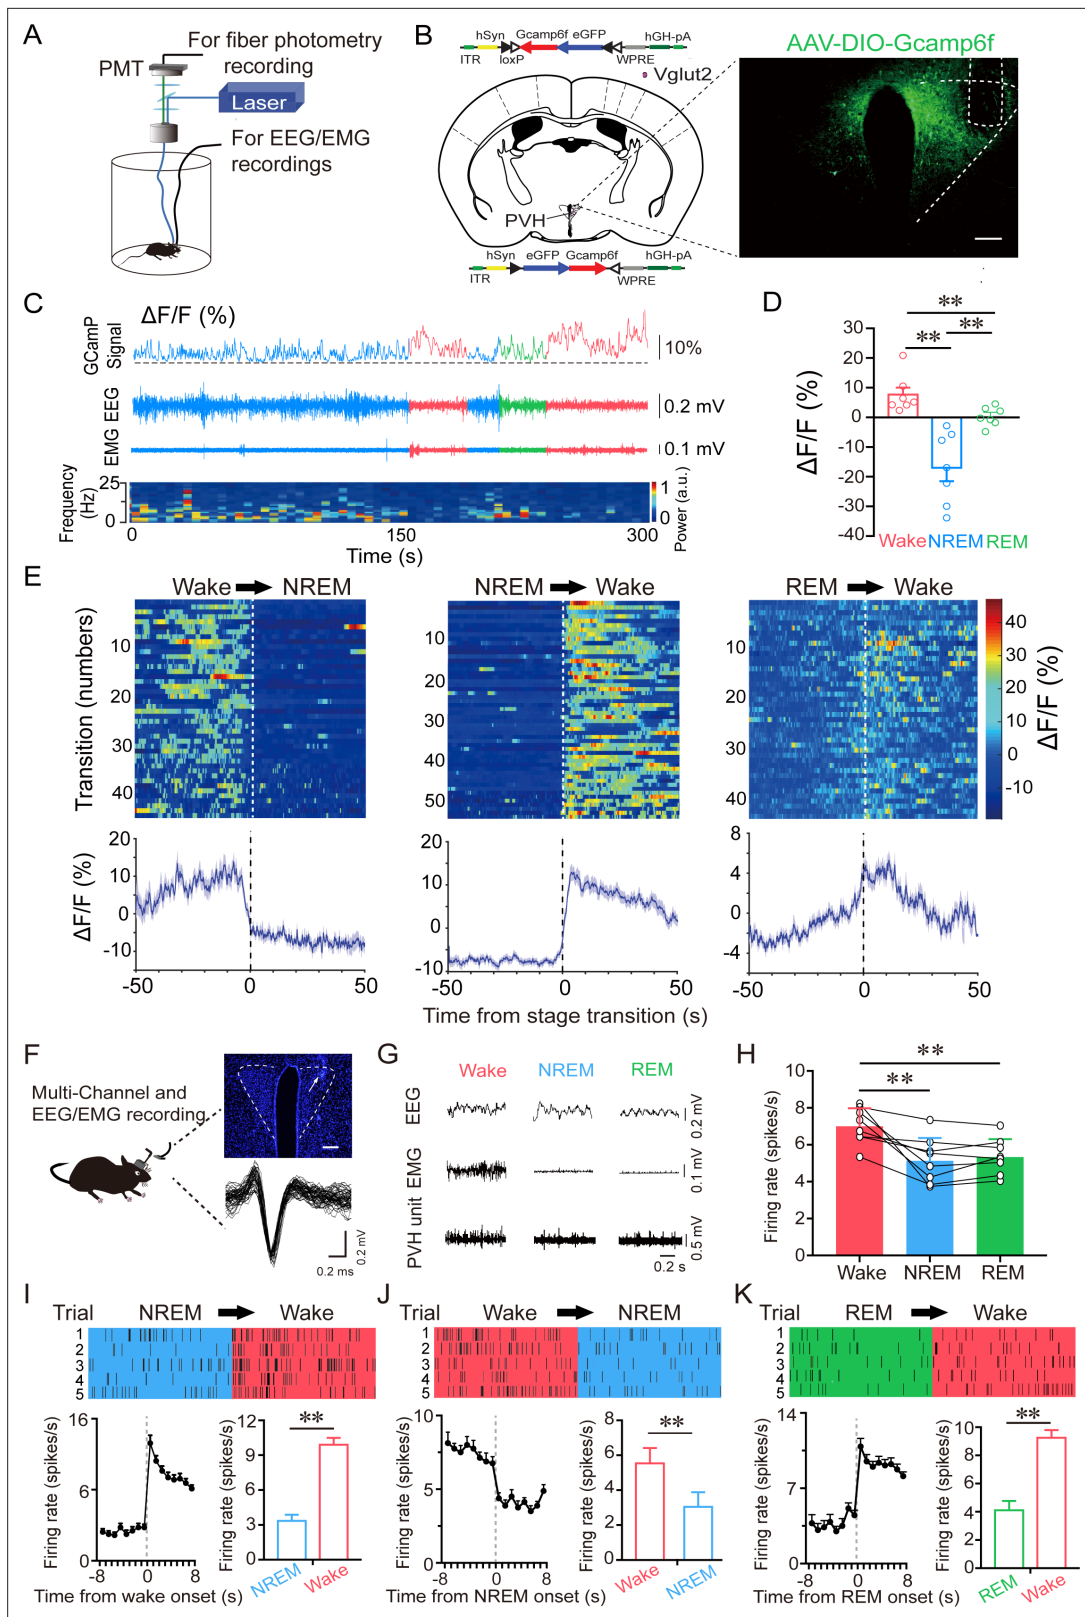 A
For fiber photometry
recording
PMT
Laser
For EEG/EMG
recordings
B
hSyn Gcamp6f eGFP hGH-pA
ITR loxP WPRE
Vglut2
PVH
hSyn eGFP Gcamp6f hGH-pA
ITR WPRE
AAV-DIO-Gcamp6f
C
ΔF/F (%)
GCamP
Signal
10%
EEG
0.2 mV
EMG
0.1 mV
Frequency
(Hz)
25
0
0 150 300
Time (s)
1
0
Power (a.u.)
D
** 
** **
ΔF/F (%)
30
20
10
0
-10
-20
-30
-40
Wake NREM REM
E
Wake NREM
NREM Wake
REM Wake
Transition (numbers)
10
20
30
40
10
20
30
40
50
10
20
30
40
40
30
20
10
0
-10
ΔF/F (%)
ΔF/F (%)
20
10
0
-10
-50 0 50
20
10
0
-10
-50 0 50
8
4
0
-4
-50 0 50
Time from stage transition (s)
F
Multi-Channel and
EEG/EMG recording
0.2 mV
0.2 ms
G
Wake NREM REM
EEG
0.2 mV
EMG
0.1 mV
PVH unit
0.5 mV
0.2 s
H
**
**
Firing rate (spikes/s)
8
6
4
2
0
Wake NREM REM
I
Trial NREM Wake
1
2
3
4
5
Firing rate (spikes/s)
16
6
0
-8 0 8
Time from wake onset (s)
Firing rate (spikes/s)
12
9
6
3
0
**
NREM Wake
J
Trial Wake NREM
1
2
3
4
5
Firing rate (spikes/s)
10
7.5
5
2.5
0
-8 0 8
Time from NREM onset (s)
Firing rate (spikes/s)
8
6
4
2
0
**
Wake NREM
K
Trial REM Wake
1
2
3
4
5
Firing rate (spikes/s)
14
7
0
-8 0 8
Time from REM onset (s)
Firing rate (spikes/s)
10
8
6
4
2
0
**
REM Wake